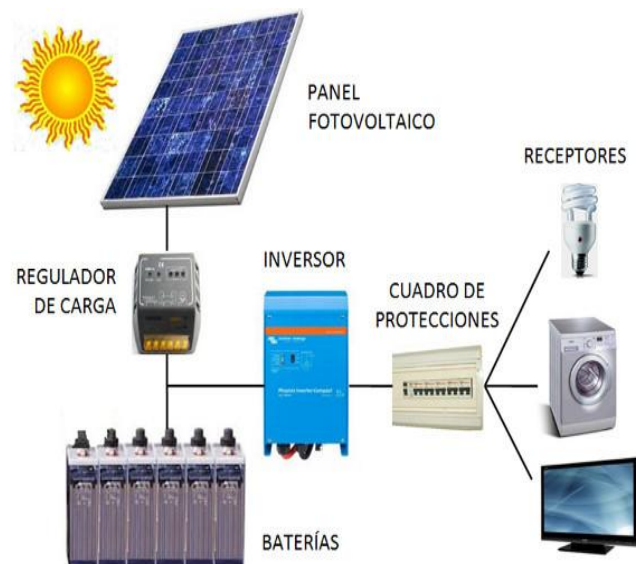 PANEL
FOTOVOLTAICO
RECEPTORES
REGULADOR
DE CARGA
INVERSOR
CUADRO DE
PROTECCIONES
BATERÍAS